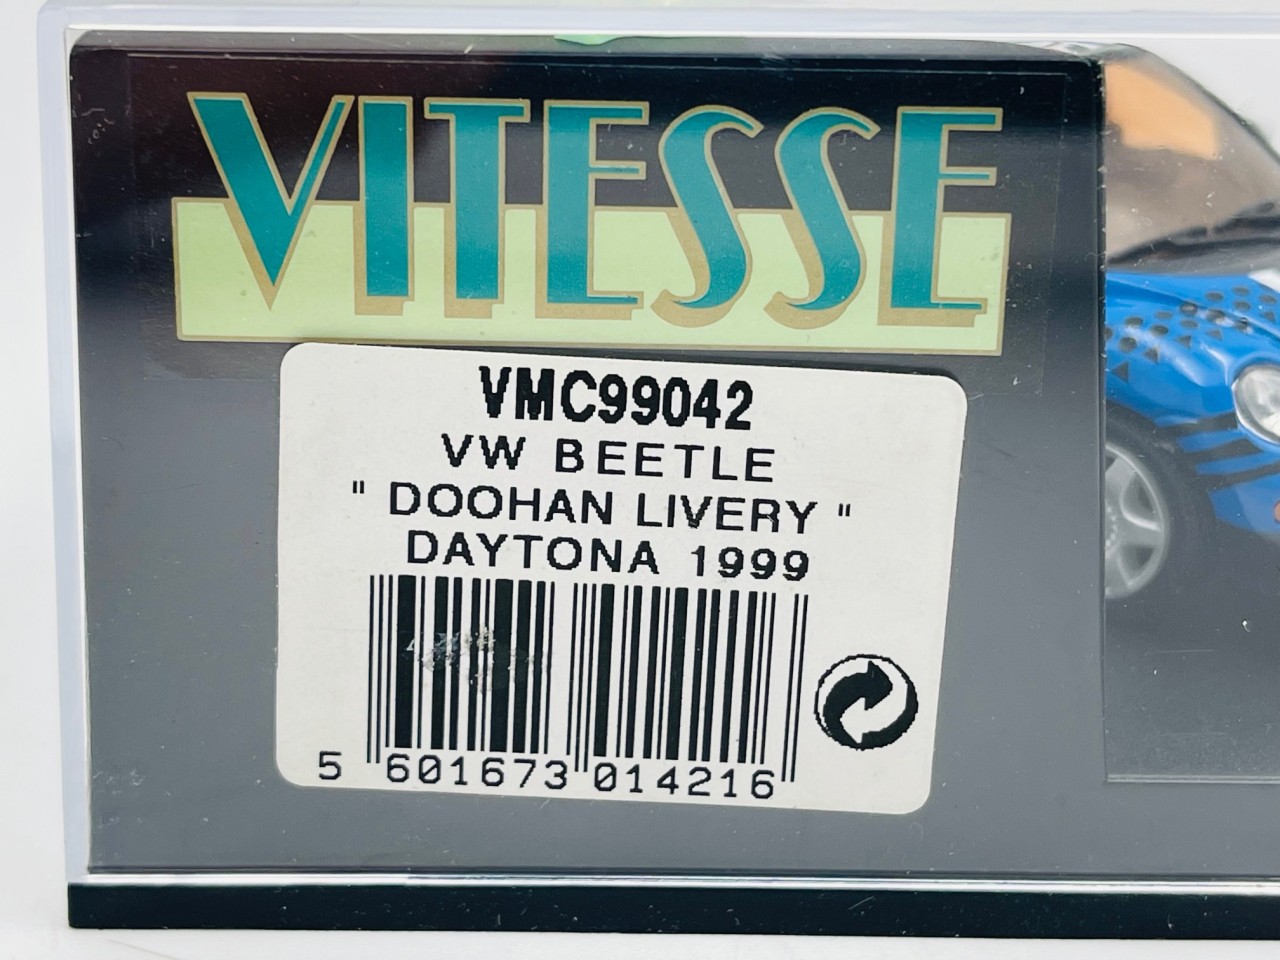 VITESSE
VMC99042
VW BEETLE
" DOOHAN LIVERY "
DAYTONA 1999
5 601673 014216